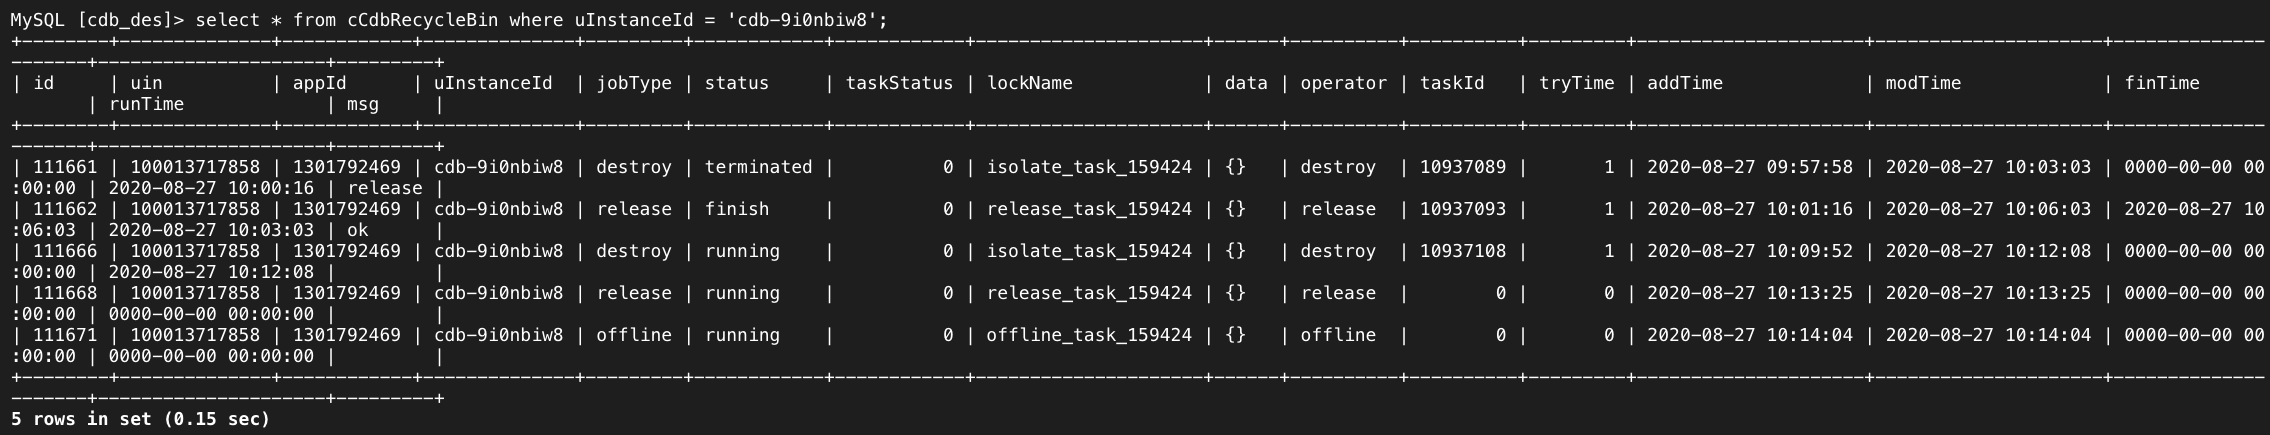 MySQL [cdb_des]> select * from cCdbRecycleBin where uInstanceId = 'cdb-9i0nbiw8';
+--------+--------------+------------+--------------+---------+------------+------------+---------------------+------+----------+----------+---------+---------------------+---------------------+--------------
-------+---------------------+---------+
| id     | uin          | appId      | uInstanceId  | jobType | status     | taskStatus | lockName            | data | operator | taskId   | tryTime | addTime             | modTime             | finTime
       | runTime             | msg     |
+--------+--------------+------------+--------------+---------+------------+------------+---------------------+------+----------+----------+---------+---------------------+---------------------+--------------
-------+---------------------+---------+
| 111661 | 100013717858 | 1301792469 | cdb-9i0nbiw8 | destroy | terminated |          0 | isolate_task_159424 | {}   | destroy  | 10937089 |       1 | 2020-08-27 09:57:58 | 2020-08-27 10:03:03 | 0000-00-00 00
:00:00 | 2020-08-27 10:00:16 | release |
| 111662 | 100013717858 | 1301792469 | cdb-9i0nbiw8 | release | finish     |          0 | release_task_159424 | {}   | release  | 10937093 |       1 | 2020-08-27 10:01:16 | 2020-08-27 10:06:03 | 2020-08-27 10
:06:03 | 2020-08-27 10:03:03 | ok      |
| 111666 | 100013717858 | 1301792469 | cdb-9i0nbiw8 | destroy | running    |          0 | isolate_task_159424 | {}   | destroy  | 10937108 |       1 | 2020-08-27 10:09:52 | 2020-08-27 10:12:08 | 0000-00-00 00
:00:00 | 2020-08-27 10:12:08 |         |
| 111668 | 100013717858 | 1301792469 | cdb-9i0nbiw8 | release | running    |          0 | release_task_159424 | {}   | release  |        0 |       0 | 2020-08-27 10:13:25 | 2020-08-27 10:13:25 | 0000-00-00 00
:00:00 | 0000-00-00 00:00:00 |         |
| 111671 | 100013717858 | 1301792469 | cdb-9i0nbiw8 | offline | running    |          0 | offline_task_159424 | {}   | offline  |        0 |       0 | 2020-08-27 10:14:04 | 2020-08-27 10:14:04 | 0000-00-00 00
:00:00 | 0000-00-00 00:00:00 |         |
+--------+--------------+------------+--------------+---------+------------+------------+---------------------+------+----------+----------+---------+---------------------+---------------------+--------------
-------+---------------------+---------+
5 rows in set (0.15 sec)